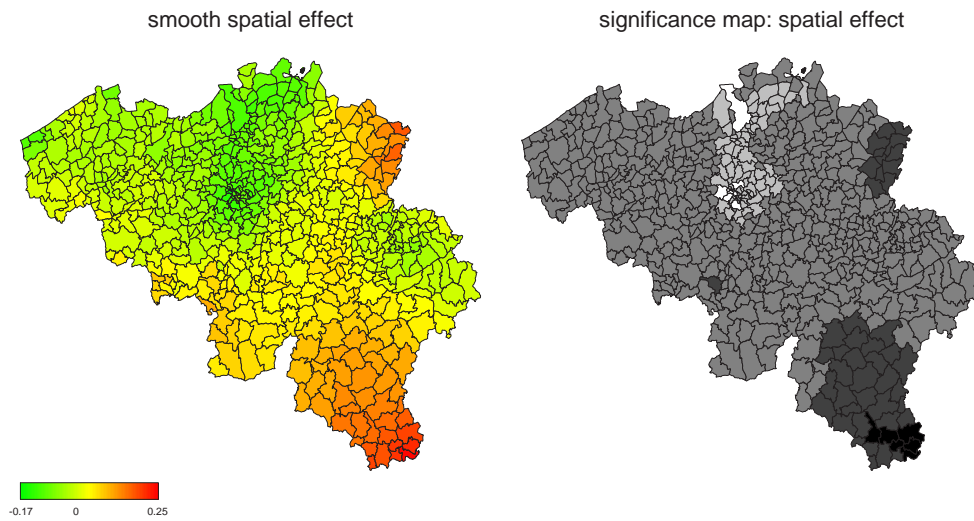 smooth spatial effect
significance map: spatial effect
-0.17 0 0.25